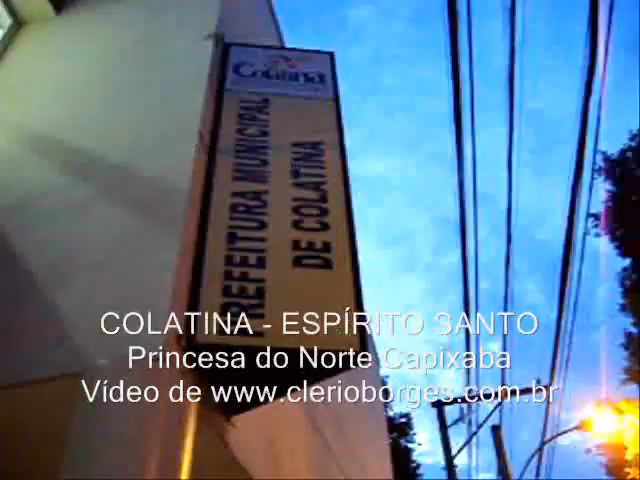 Colatina
PREFEITURA MUNICIPAL
DE COLATINA
COLATINA - ESPÍRITO SANTO
Princesa do Norte Capixaba
Vídeo de www.clerioborges.com.br